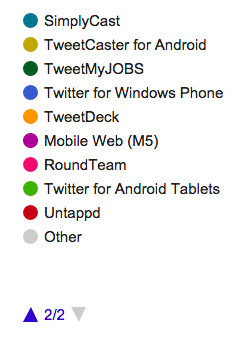 SimplyCast
TweetCaster for Android
TweetMyJOBS
Twitter for Windows Phone
TweetDeck
Mobile Web (M5)
RoundTeam
Twitter for Android Tablets
Untappd
Other
2/2